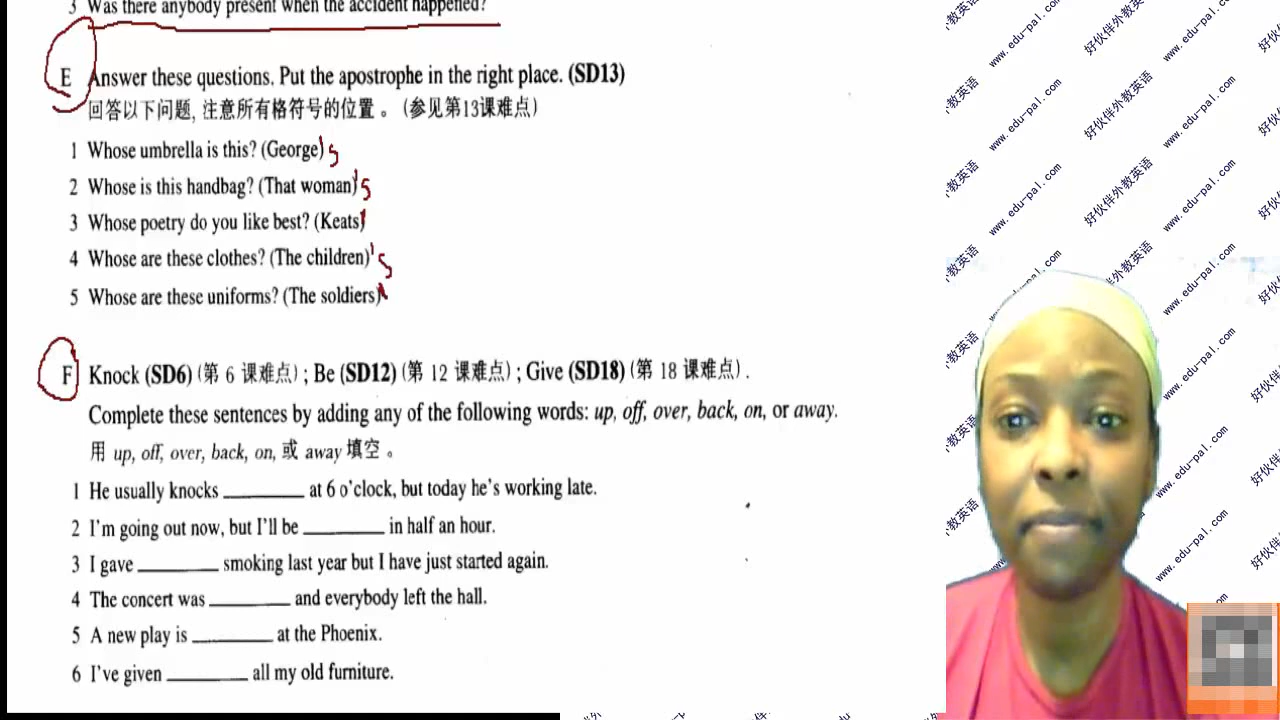 3 Was there anybody present when the accident happened?
E Answer these questions. Put the apostrophe in the right place. (SD13)
回答以下问题, 注意所有格符号的位置。(参见第13课难点)
1 Whose umbrella is this? (George)'s
2 Whose is this handbag? (That woman)'s
3 Whose poetry do you like best? (Keats)'
4 Whose are these clothes? (The children)'s
5 Whose are these uniforms? (The soldiers)'
F Knock (SD6) (第 6 课难点) ; Be (SD12) (第 12 课难点) ; Give (SD18) (第 18 课难点) .
Complete these sentences by adding any of the following words: up, off, over, back, on, or away.
用 up, off, over, back, on, 或 away 填空。
1 He usually knocks ________ at 6 o'clock, but today he's working late.
2 I'm going out now, but I'll be ________ in half an hour.
3 I gave ________ smoking last year but I have just started again.
4 The concert was ________ and everybody left the hall.
5 A new play is ________ at the Phoenix.
6 I've given ________ all my old furniture.
好伙伴外教英语 www.edu-pal.com